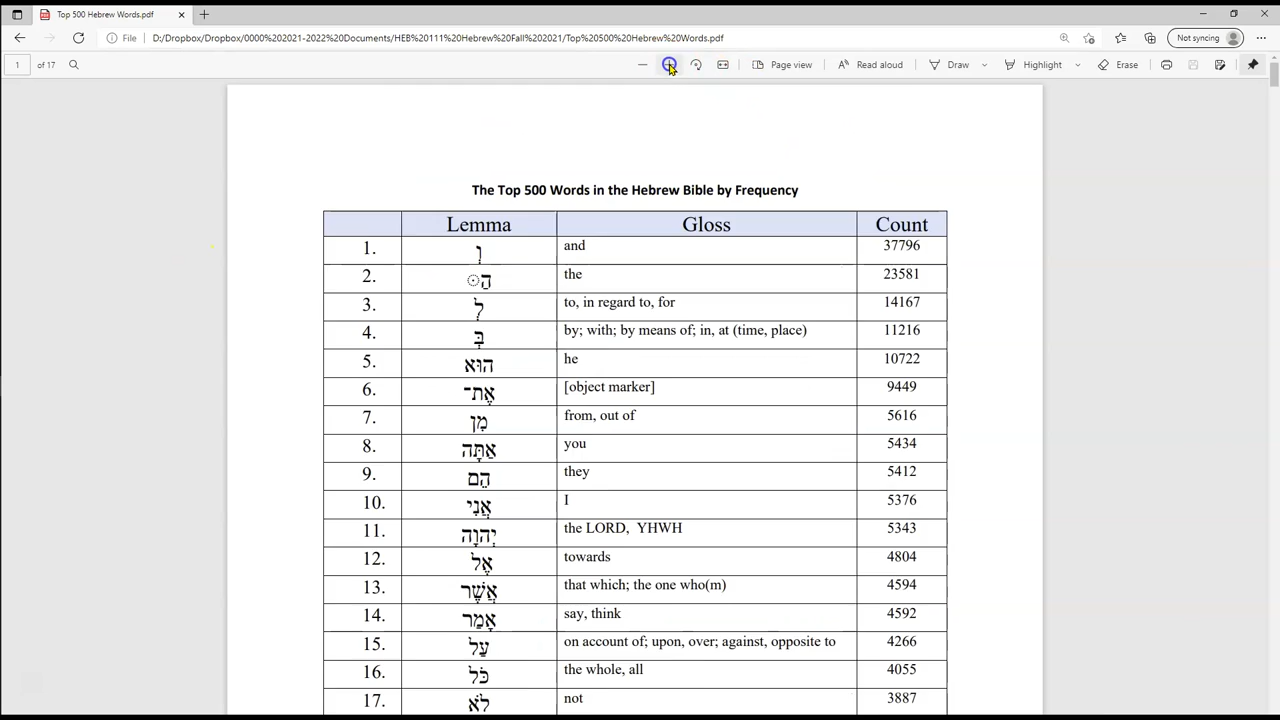 Top 500 Hebrew Words.pdf
File D:/Dropbox/Dropbox/0000%202021-2022%20Documents/HEB%20111%20Hebrew%20Fall%202021/Top%20500%20Hebrew%20Words.pdf Not syncing
1 of 17 Page view Read aloud Draw Highlight Erase
The Top 500 Words in the Hebrew Bible by Frequency
Lemma Gloss Count
1. וְ and 37796
2. הַ◌ the 23581
3. לְ to, in regard to, for 14167
4. בְּ by; with; by means of; in, at (time, place) 11216
5. הוּא he 10722
6. אֶת־ [object marker] 9449
7. מִן from, out of 5616
8. אַתָּה you 5434
9. הֵם they 5412
10. אֲנִי I 5376
11. יְהוָה the LORD, YHWH 5343
12. אֶל towards 4804
13. אֲשֶׁר that which; the one who(m) 4594
14. אָמַר say, think 4592
15. עַל on account of; upon, over; against, opposite to 4266
16. כֹּל the whole, all 4055
17. לֹא not 3887